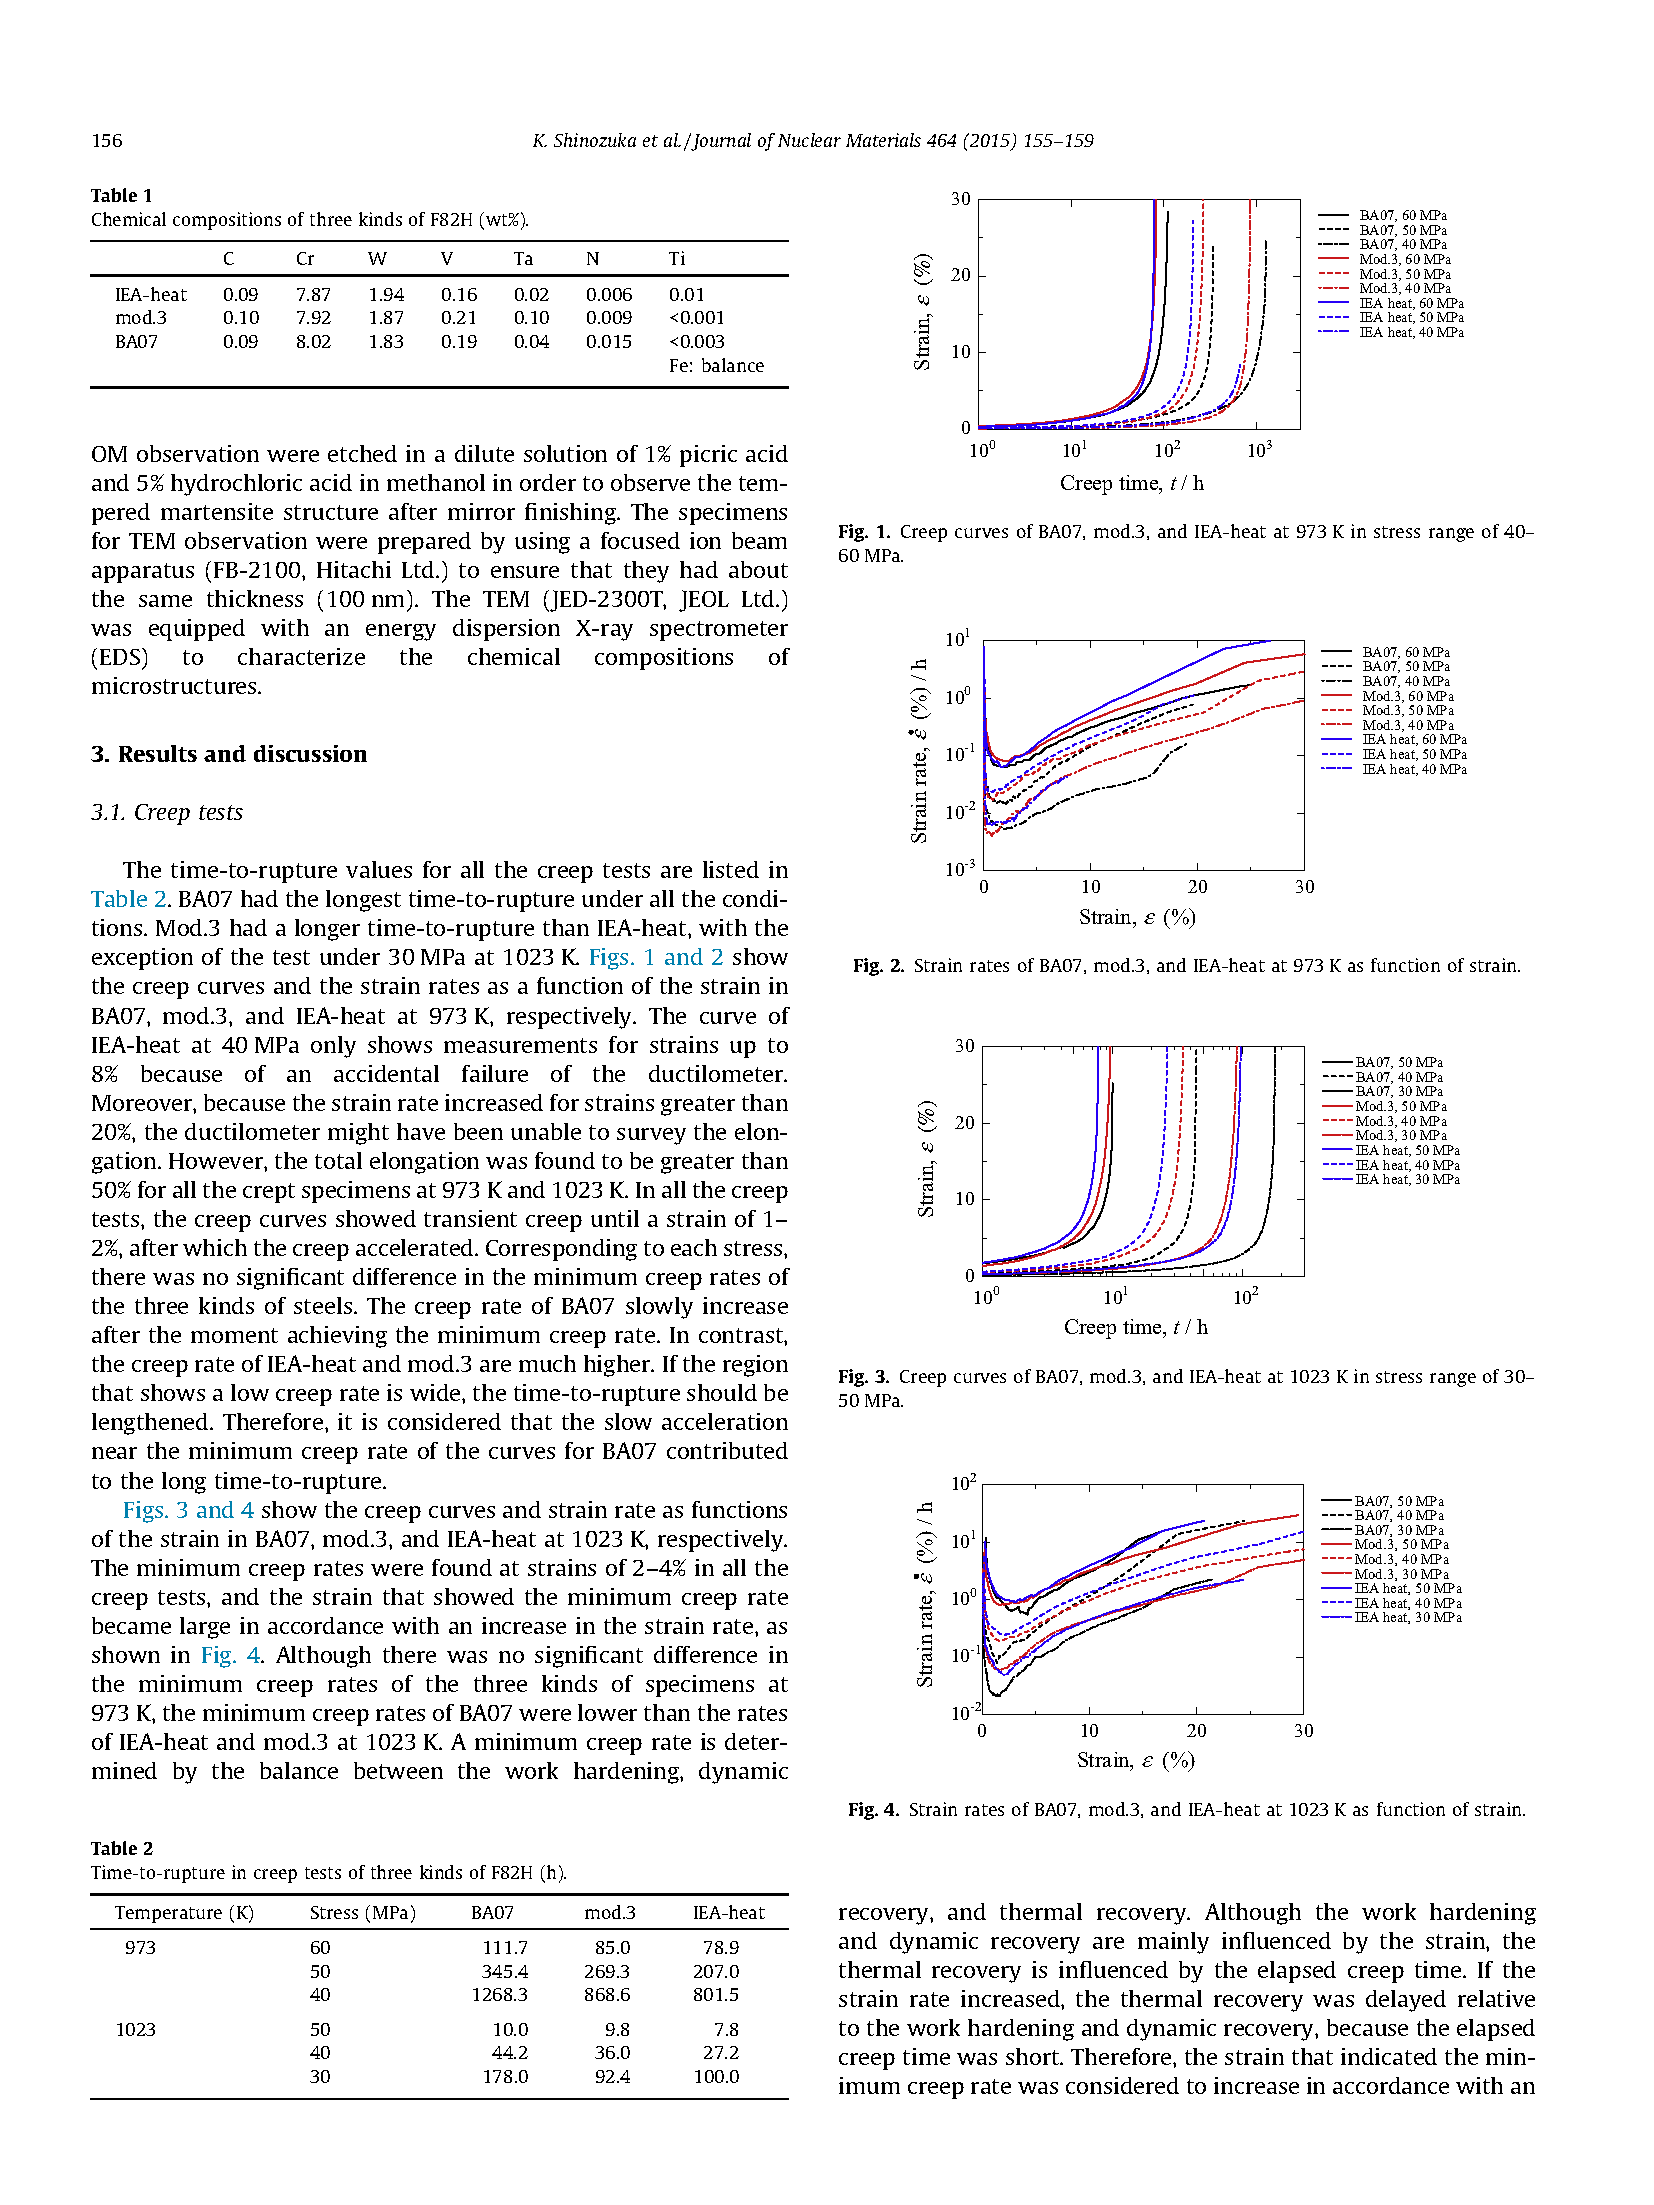 156
K. Shinozuka et al. / Journal of Nuclear Materials 464 (2015) 155–159
Table 1
Chemical compositions of three kinds of F82H (wt%).
C Cr W V Ta N Ti
IEA-heat 0.09 7.87 1.94 0.16 0.02 0.006 0.01
mod.3 0.10 7.92 1.87 0.21 0.10 0.009 <0.001
BA07 0.09 8.02 1.83 0.19 0.04 0.015 <0.003
Fe: balance
OM observation were etched in a dilute solution of 1% picric acid
and 5% hydrochloric acid in methanol in order to observe the tem-
pered martensite structure after mirror finishing. The specimens
for TEM observation were prepared by using a focused ion beam
apparatus (FB-2100, Hitachi Ltd.) to ensure that they had about
the same thickness (100 nm). The TEM (JED-2300T, JEOL Ltd.)
was equipped with an energy dispersion X-ray spectrometer
(EDS) to characterize the chemical compositions of
microstructures.
3. Results and discussion
3.1. Creep tests
The time-to-rupture values for all the creep tests are listed in
Table 2. BA07 had the longest time-to-rupture under all the condi-
tions. Mod.3 had a longer time-to-rupture than IEA-heat, with the
exception of the test under 30 MPa at 1023 K. Figs. 1 and 2 show
the creep curves and the strain rates as a function of the strain in
BA07, mod.3, and IEA-heat at 973 K, respectively. The curve of
IEA-heat at 40 MPa only shows measurements for strains up to
8% because of an accidental failure of the ductilometer.
Moreover, because the strain rate increased for strains greater than
20%, the ductilometer might have been unable to survey the elon-
gation. However, the total elongation was found to be greater than
50% for all the crept specimens at 973 K and 1023 K. In all the creep
tests, the creep curves showed transient creep until a strain of 1–
2%, after which the creep accelerated. Corresponding to each stress,
there was no significant difference in the minimum creep rates of
the three kinds of steels. The creep rate of BA07 slowly increase
after the moment achieving the minimum creep rate. In contrast,
the creep rate of IEA-heat and mod.3 are much higher. If the region
that shows a low creep rate is wide, the time-to-rupture should be
lengthened. Therefore, it is considered that the slow acceleration
near the minimum creep rate of the curves for BA07 contributed
to the long time-to-rupture.
Figs. 3 and 4 show the creep curves and strain rate as functions
of the strain in BA07, mod.3, and IEA-heat at 1023 K, respectively.
The minimum creep rates were found at strains of 2–4% in all the
creep tests, and the strain that showed the minimum creep rate
became large in accordance with an increase in the strain rate, as
shown in Fig. 4. Although there was no significant difference in
the minimum creep rates of the three kinds of specimens at
973 K, the minimum creep rates of BA07 were lower than the rates
of IEA-heat and mod.3 at 1023 K. A minimum creep rate is deter-
mined by the balance between the work hardening, dynamic
Table 2
Time-to-rupture in creep tests of three kinds of F82H (h).
Temperature (K) Stress (MPa) BA07 mod.3 IEA-heat
973 60 111.7 85.0 78.9
50 345.4 269.3 207.0
40 1268.3 868.6 801.5
1023 50 10.0 9.8 7.8
40 44.2 36.0 27.2
30 178.0 92.4 100.0
30
20
10
0
Strain, ε (%)
10⁰ 10¹ 10² 10³
Creep time, t / h
BA07, 60 MPa
BA07, 50 MPa
BA07, 40 MPa
Mod.3, 60 MPa
Mod.3, 50 MPa
Mod.3, 40 MPa
IEA heat, 60 MPa
IEA heat, 50 MPa
IEA heat, 40 MPa
Fig. 1. Creep curves of BA07, mod.3, and IEA-heat at 973 K in stress range of 40–
60 MPa.
10¹
10⁰
10⁻¹
10⁻²
10⁻³
Strain rate, ε̇ (%) / h
0 10 20 30
Strain, ε (%)
BA07, 60 MPa
BA07, 50 MPa
BA07, 40 MPa
Mod.3, 60 MPa
Mod.3, 50 MPa
Mod.3, 40 MPa
IEA heat, 60 MPa
IEA heat, 50 MPa
IEA heat, 40 MPa
Fig. 2. Strain rates of BA07, mod.3, and IEA-heat at 973 K as function of strain.
30
20
10
0
Strain, ε (%)
10⁰ 10¹ 10²
Creep time, t / h
BA07, 50 MPa
BA07, 40 MPa
BA07, 30 MPa
Mod.3, 50 MPa
Mod.3, 40 MPa
Mod.3, 30 MPa
IEA heat, 50 MPa
IEA heat, 40 MPa
IEA heat, 30 MPa
Fig. 3. Creep curves of BA07, mod.3, and IEA-heat at 1023 K in stress range of 30–
50 MPa.
10²
10¹
10⁰
10⁻¹
10⁻²
Strain rate, ε̇ (%) / h
0 10 20 30
Strain, ε (%)
BA07, 50 MPa
BA07, 40 MPa
BA07, 30 MPa
Mod.3, 50 MPa
Mod.3, 40 MPa
Mod.3, 30 MPa
IEA heat, 50 MPa
IEA heat, 40 MPa
IEA heat, 30 MPa
Fig. 4. Strain rates of BA07, mod.3, and IEA-heat at 1023 K as function of strain.
recovery, and thermal recovery. Although the work hardening
and dynamic recovery are mainly influenced by the strain, the
thermal recovery is influenced by the elapsed creep time. If the
strain rate increased, the thermal recovery was delayed relative
to the work hardening and dynamic recovery, because the elapsed
creep time was short. Therefore, the strain that indicated the min-
imum creep rate was considered to increase in accordance with an